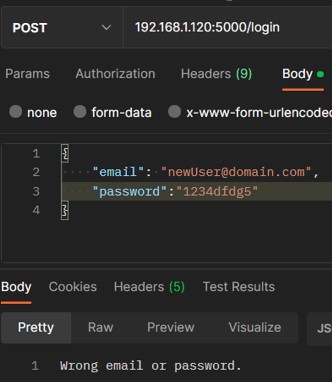 POST 192.168.1.120:5000/login
Params Authorization Headers (9) Body
none form-data x-www-form-urlencoded
1 {
2 "email": "newUser@domain.com",
3 "password":"1234dfdg5"
4 }
Body Cookies Headers (5) Test Results
Pretty Raw Preview Visualize JS
1 Wrong email or password.